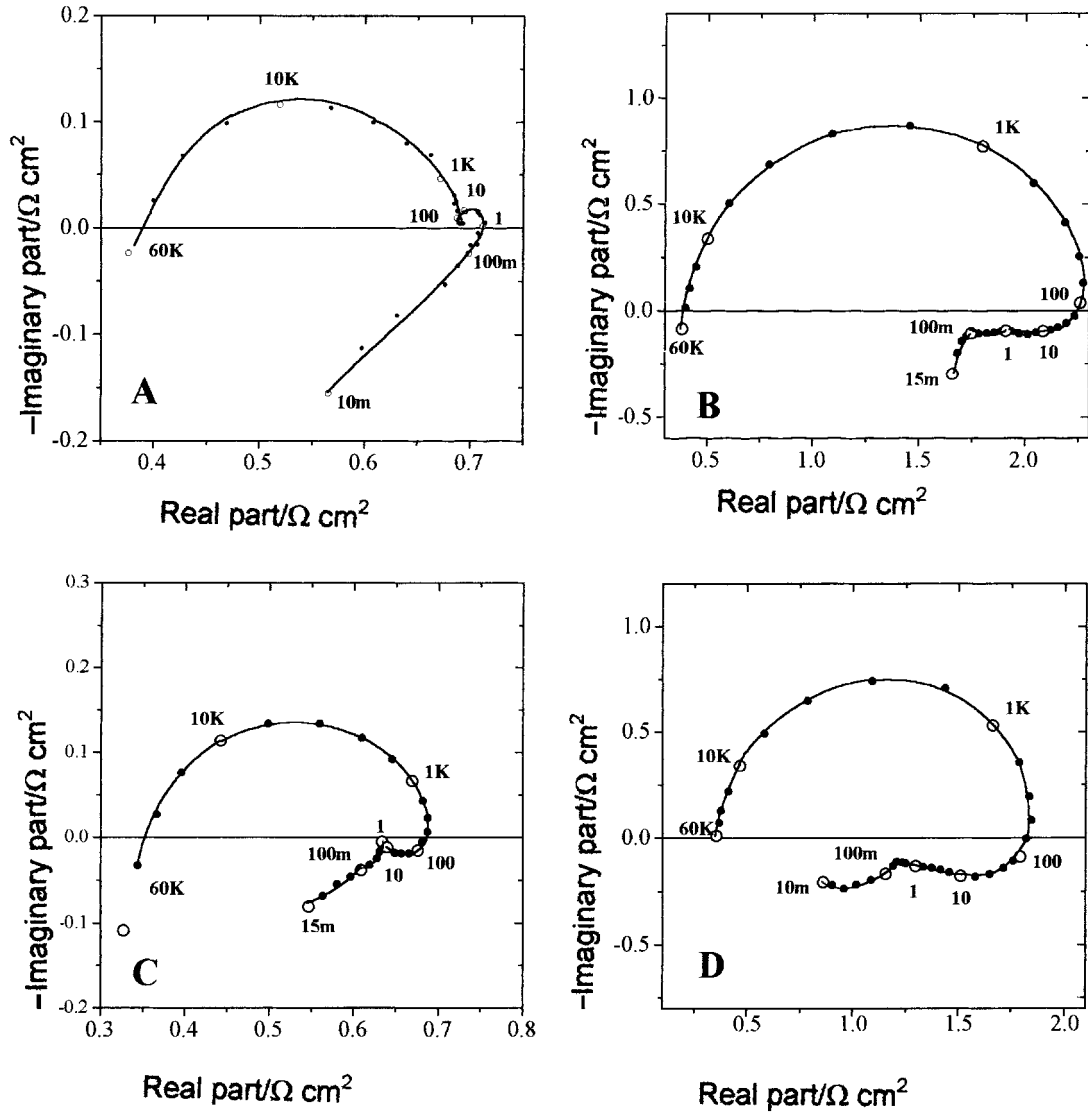 0.2
0.1
0.0
-0.1
-0.2
–Imaginary part/Ω cm²
10K
1K
10
100
1
60K
100m
10m
A
0.4 0.5 0.6 0.7
Real part/Ω cm²
1.0
0.5
0.0
-0.5
–Imaginary part/Ω cm²
1K
10K
100
60K
100m
1
10
15m
B
0.5 1.0 1.5 2.0
Real part/Ω cm²
0.3
0.2
0.1
0.0
-0.1
-0.2
–Imaginary part/Ω cm²
10K
1K
1
100m
10
100
60K
15m
C
0.3 0.4 0.5 0.6 0.7 0.8
Real part/Ω cm²
1.0
0.5
0.0
-0.5
–Imaginary part/Ω cm²
1K
10K
60K
100m
100
10m
1
10
D
0.5 1.0 1.5 2.0
Real part/Ω cm²